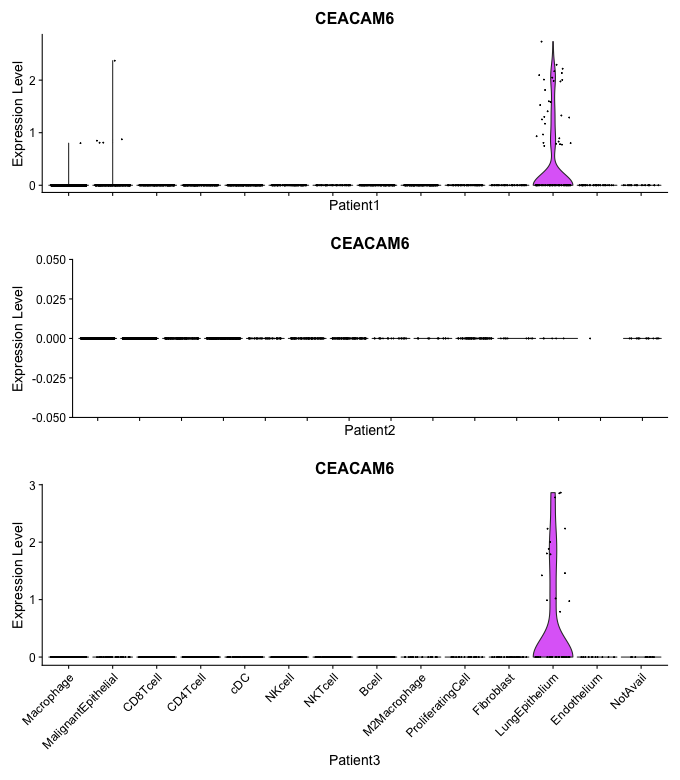 CEACAM6
Expression Level
2
1
0
Patient1
CEACAM6
Expression Level
0.050
0.025
0.000
-0.025
-0.050
Patient2
CEACAM6
Expression Level
3
2
1
0
Macrophage
MalignantEpithelial
CD8Tcell
CD4Tcell
cDC
NKcell
NKTcell
Bcell
M2Macrophage
ProliferatingCell
Fibroblast
LungEpithelium
Endothelium
NotAvail
Patient3